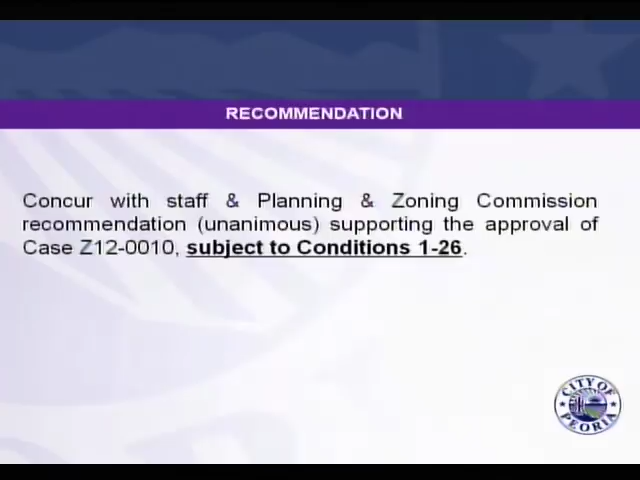 RECOMMENDATION
Concur with staff & Planning & Zoning Commission
recommendation (unanimous) supporting the approval of
Case Z12-0010, subject to Conditions 1-26.
CITY OF
PEORIA